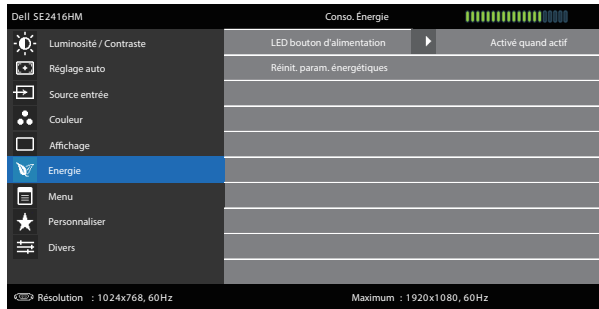 Dell SE2416HM Conso. Énergie
Luminosité / Contraste LED bouton d'alimentation Activé quand actif
Réglage auto Réinit. param. énergétiques
Source entrée
Couleur
Affichage
Energie
Menu
Personnaliser
Divers
Résolution : 1024x768, 60Hz Maximum : 1920x1080, 60Hz